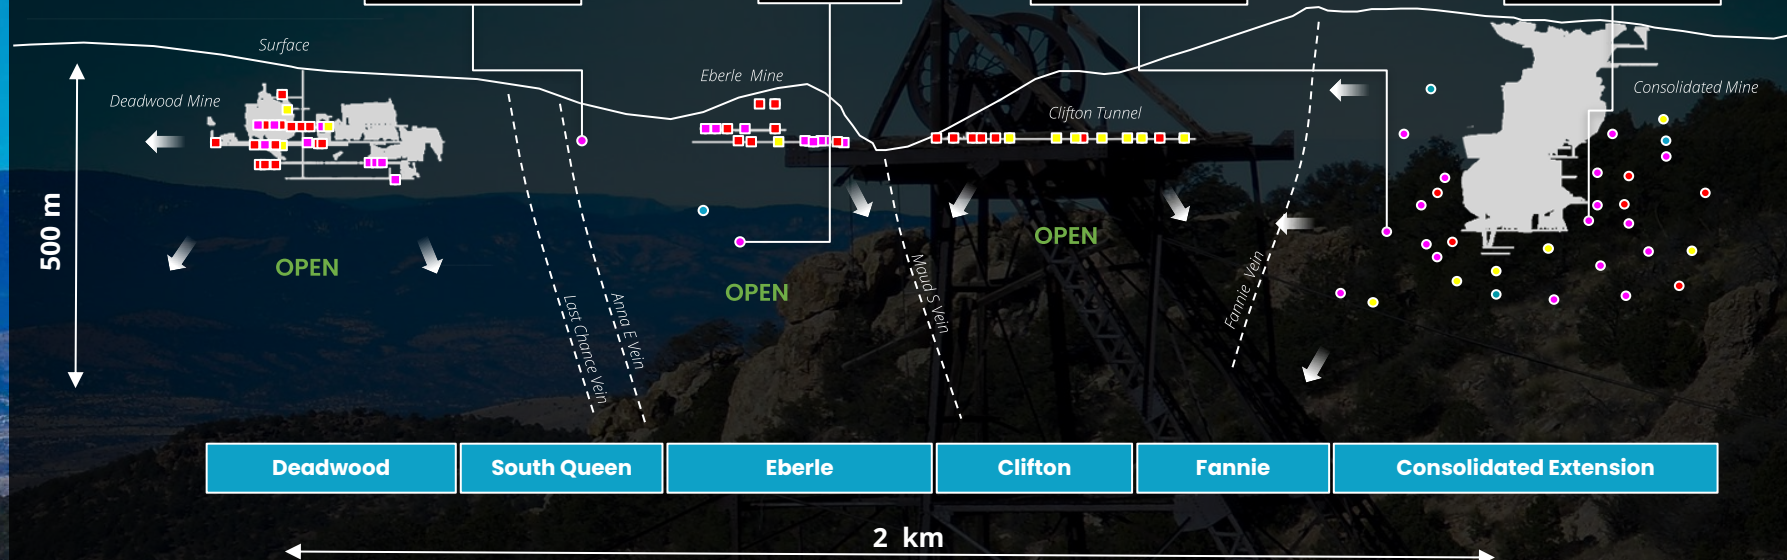 Surface
Deadwood Mine
Eberle Mine
Clifton Tunnel
Consolidated Mine
500 m
OPEN
OPEN
OPEN
Last Chance Vein
Anna E Vein
Maud S Vein
Fannie Vein
Deadwood
South Queen
Eberle
Clifton
Fannie
Consolidated Extension
2 km